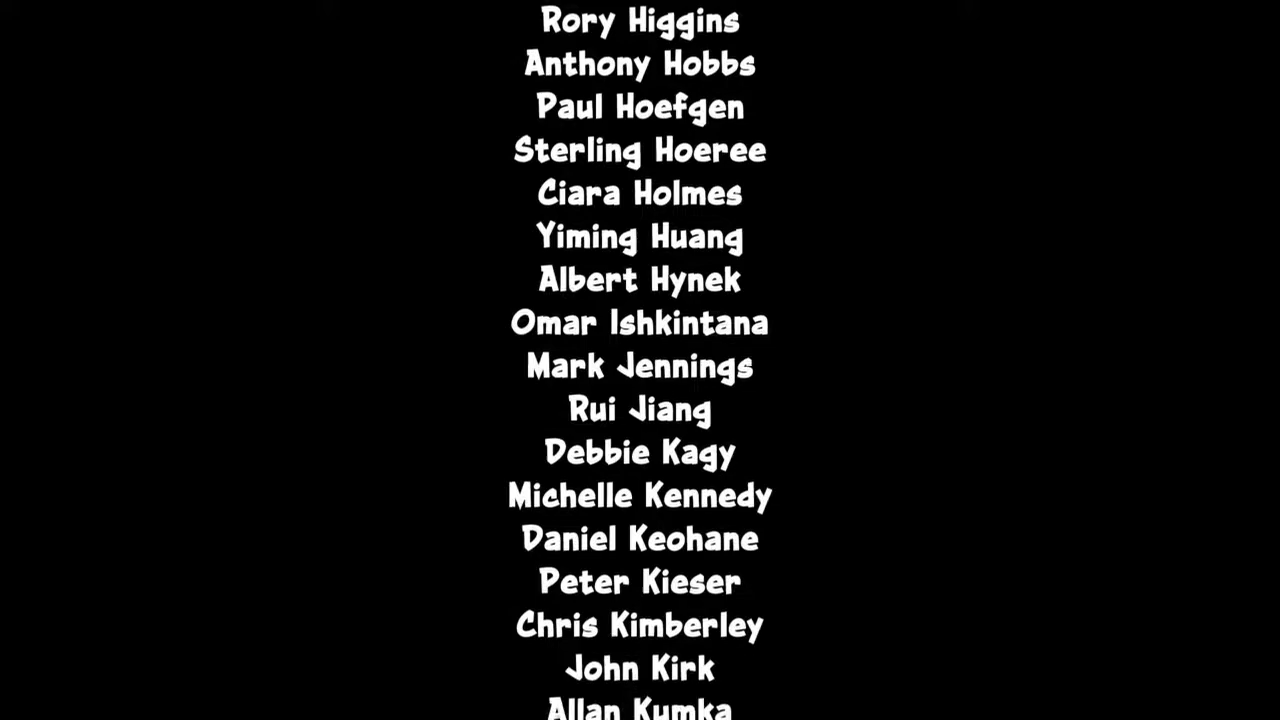 Rory Higgins
Anthony Hobbs
Paul Hoefgen
Sterling Hoeree
Ciara Holmes
Yiming Huang
Albert Hynek
Omar Ishkintana
Mark Jennings
Rui Jiang
Debbie Kagy
Michelle Kennedy
Daniel Keohane
Peter Kieser
Chris Kimberley
John Kirk
Allan Kumka